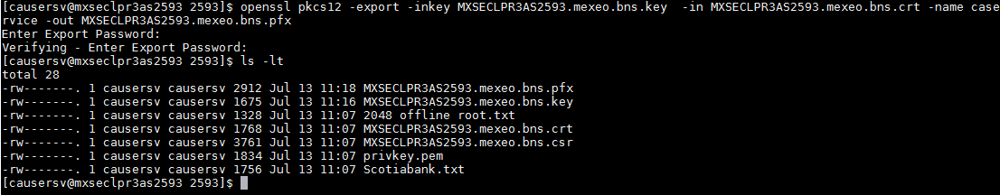 [causersv@mxseclpr3as2593 2593]$ openssl pkcs12 -export -inkey MXSECLPR3AS2593.mexeo.bns.key  -in MXSECLPR3AS2593.mexeo.bns.crt -name case
rvice -out MXSECLPR3AS2593.mexeo.bns.pfx
Enter Export Password:
Verifying - Enter Export Password:
[causersv@mxseclpr3as2593 2593]$ ls -lt
total 28
-rw-------. 1 causersv causersv 2912 Jul 13 11:18 MXSECLPR3AS2593.mexeo.bns.pfx
-rw-------. 1 causersv causersv 1675 Jul 13 11:16 MXSECLPR3AS2593.mexeo.bns.key
-rw-------. 1 causersv causersv 1328 Jul 13 11:07 2048 offline root.txt
-rw-------. 1 causersv causersv 1768 Jul 13 11:07 MXSECLPR3AS2593.mexeo.bns.crt
-rw-------. 1 causersv causersv 3761 Jul 13 11:07 MXSECLPR3AS2593.mexeo.bns.csr
-rw-------. 1 causersv causersv 1834 Jul 13 11:07 privkey.pem
-rw-------. 1 causersv causersv 1756 Jul 13 11:07 Scotiabank.txt
[causersv@mxseclpr3as2593 2593]$